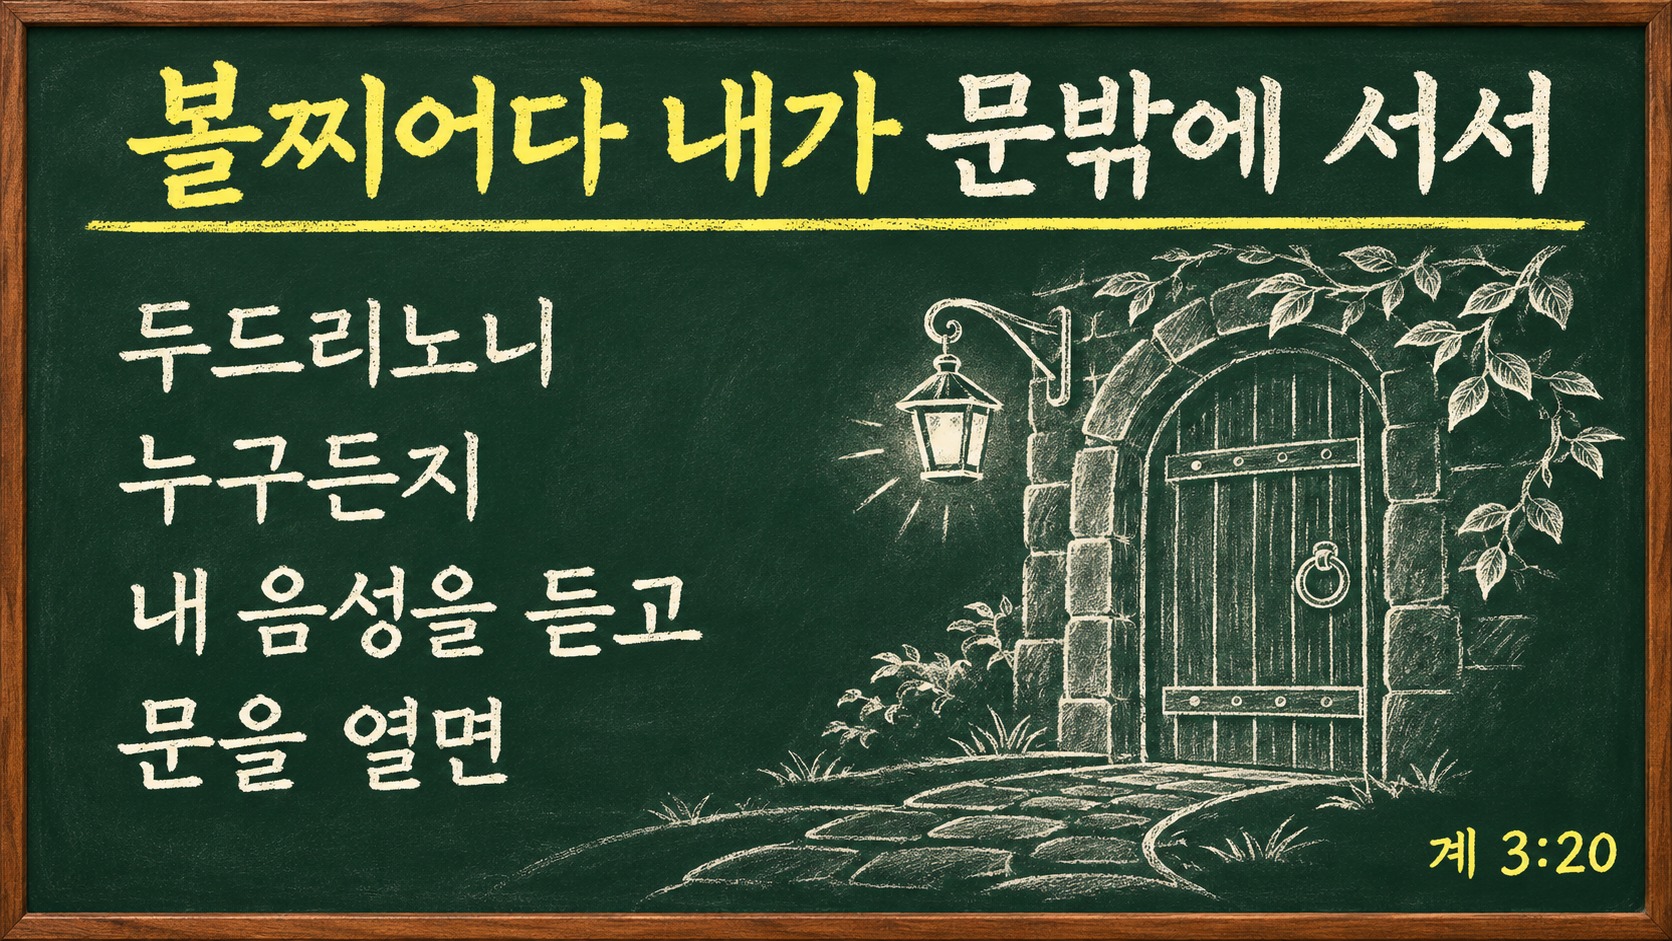 볼찌어다 내가 문밖에 서서
두드리노니
누구든지
내 음성을 듣고
문을 열면
계 3:20